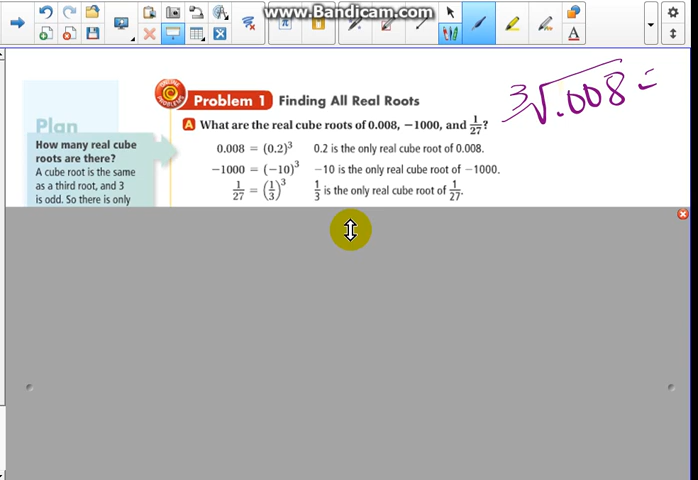 www.Bandicam.com
∛.008 =
Problem 1 Finding All Real Roots
Plan
How many real cube
roots are there?
A cube root is the same
as a third root, and 3
is odd. So there is only
A What are the real cube roots of 0.008, −1000, and 1/27?
0.008 = (0.2)³ 0.2 is the only real cube root of 0.008.
−1000 = (−10)³ −10 is the only real cube root of −1000.
1/27 = (1/3)³ 1/3 is the only real cube root of 1/27.